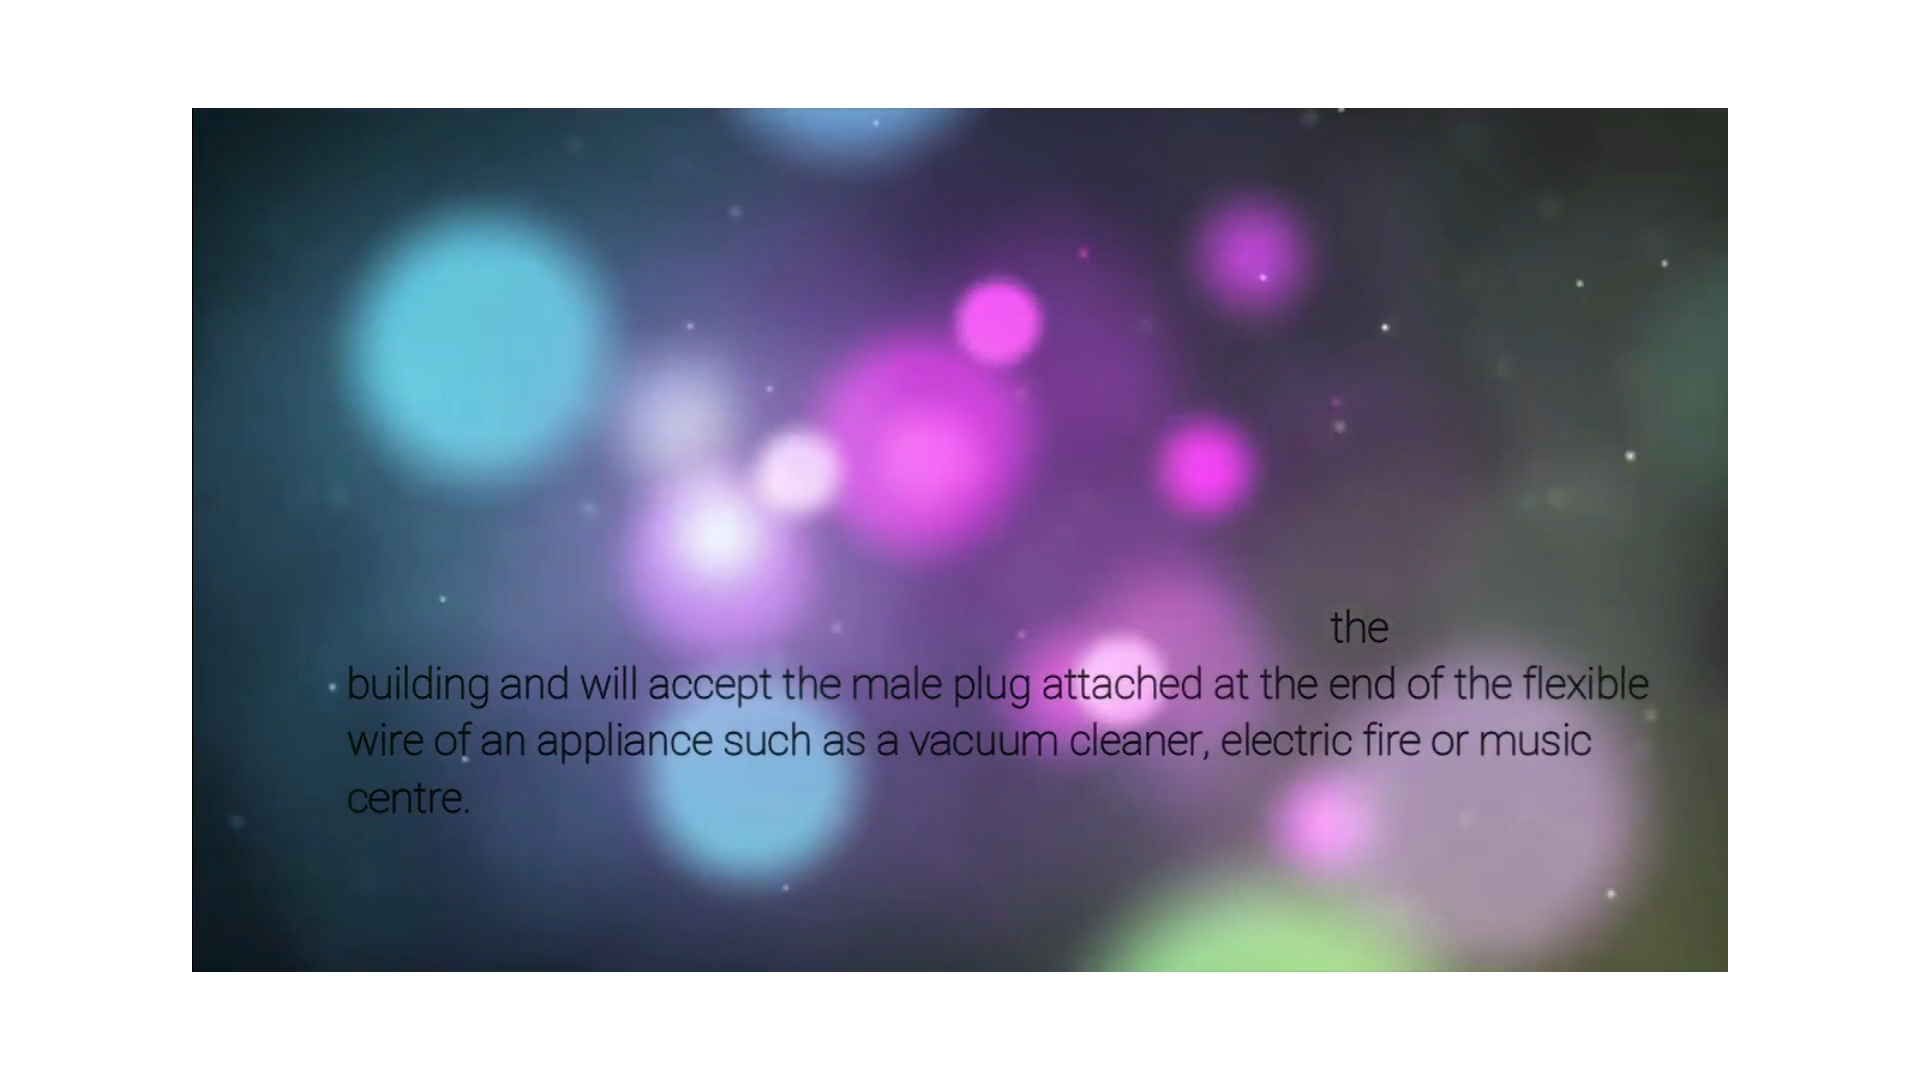 the
building and will accept the male plug attached at the end of the flexible
wire of an appliance such as a vacuum cleaner, electric fire or music
centre.